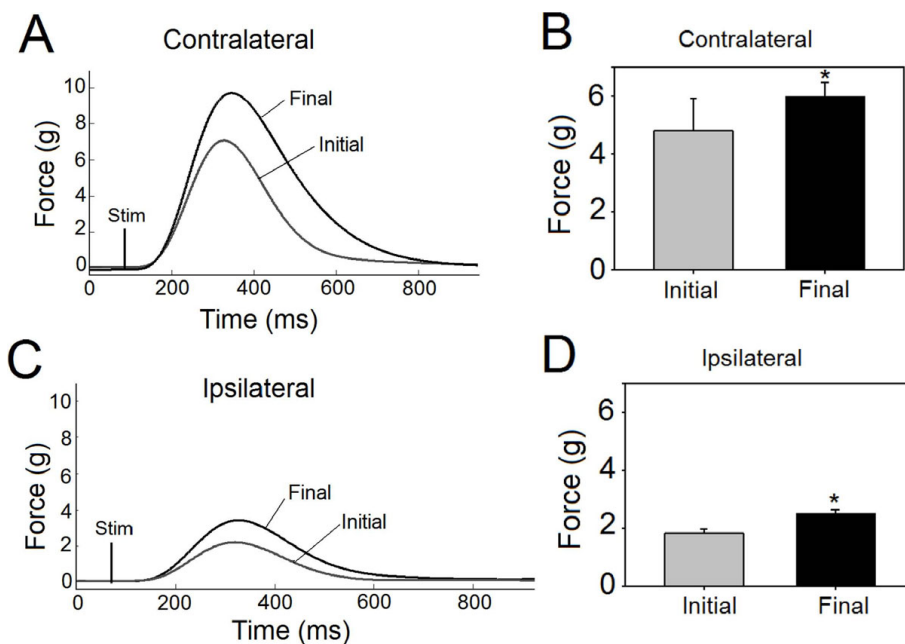 A
Contralateral
Force (g)
10
8
6
4
2
0
Stim
Final
Initial
0 200 400 600 800
Time (ms)
B
Contralateral
Force (g)
6
4
2
0
*
Initial Final
C
Ipsilateral
Force (g)
10
8
6
4
2
0
Stim
Final
Initial
0 200 400 600 800
Time (ms)
D
Ipsilateral
Force (g)
6
4
2
0
*
Initial Final